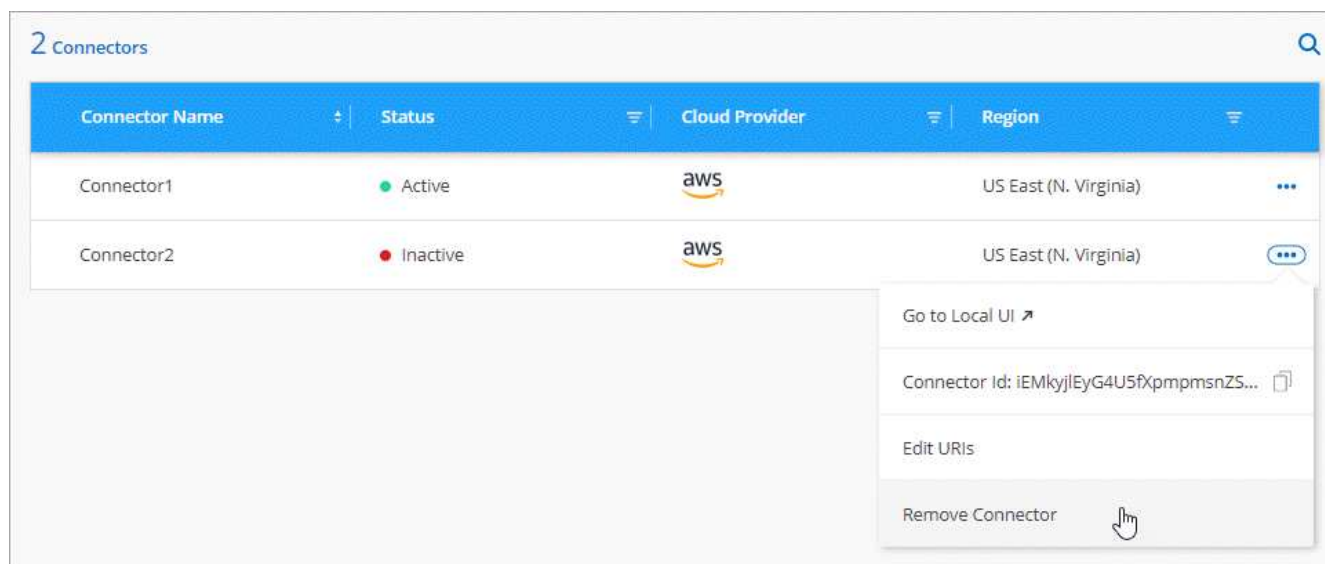 2 Connectors
Connector Name Status Cloud Provider Region
Connector1 Active aws US East (N. Virginia)
Connector2 Inactive aws US East (N. Virginia)
Go to Local UI
Connector Id: iEMkyjlEyG4U5fXpmpmsnZS...
Edit URIs
Remove Connector